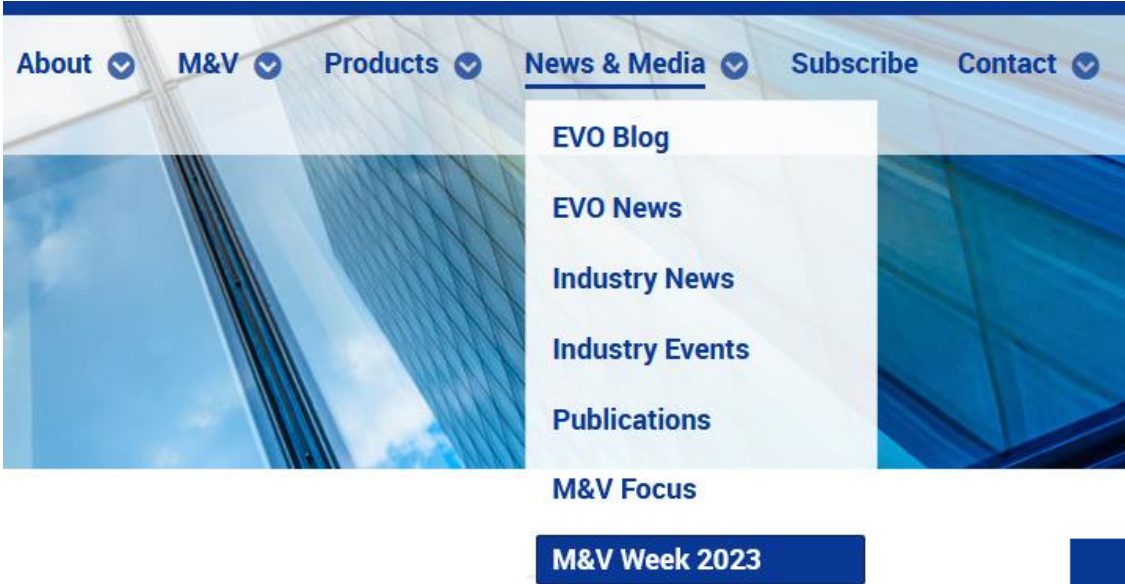 About M&V Products News & Media Subscribe Contact
EVO Blog
EVO News
Industry News
Industry Events
Publications
M&V Focus
M&V Week 2023